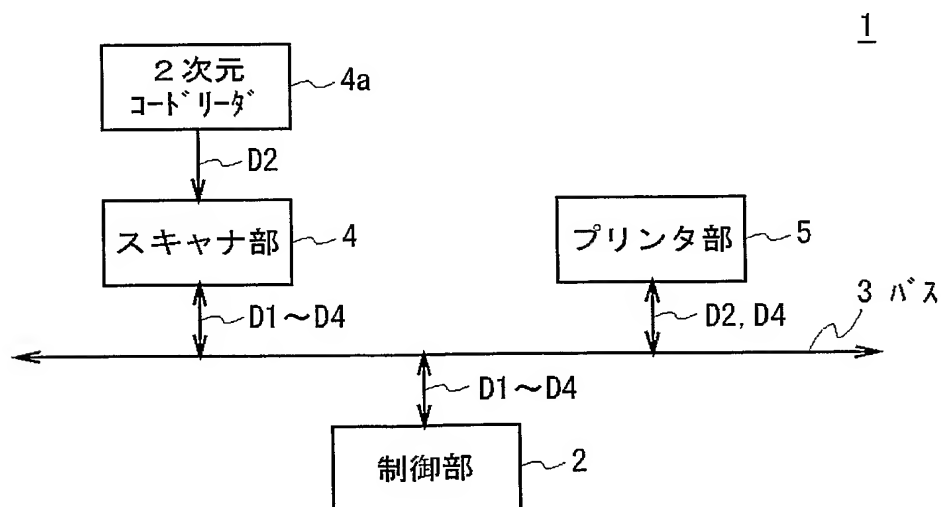 1
2次元
コードリーダ
4a
D2
スキャナ部
4
プリンタ部
5
D1～D4
D2, D4
3 バス
D1～D4
制御部
2